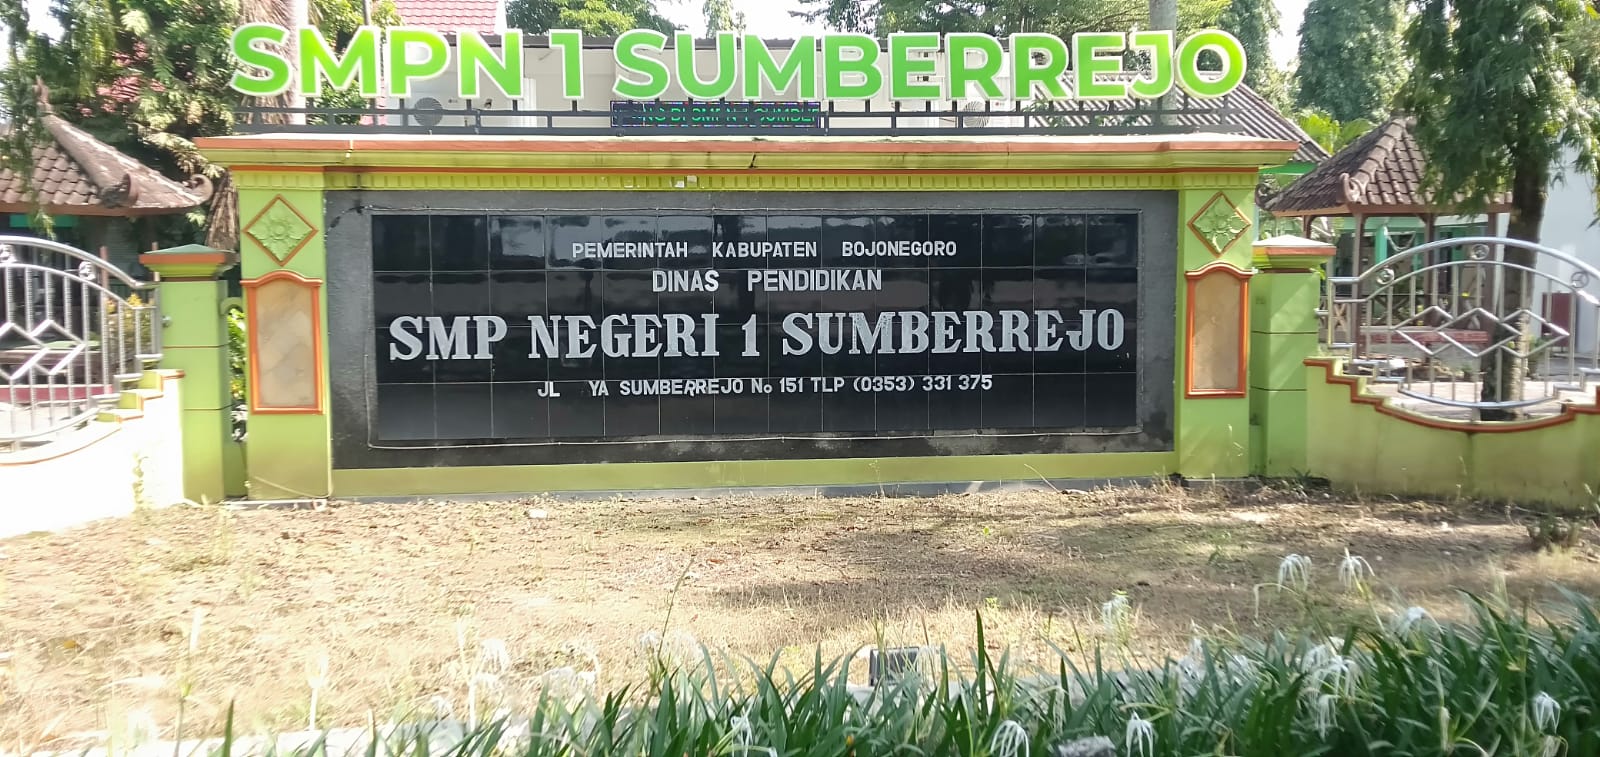 SMPN 1 SUMBERREJO
PEMERINTAH KABUPATEN BOJONEGORO
DINAS PENDIDIKAN
SMP NEGERI 1 SUMBERREJO
JL YA SUMBERREJO No 151 TLP (0353) 331 375